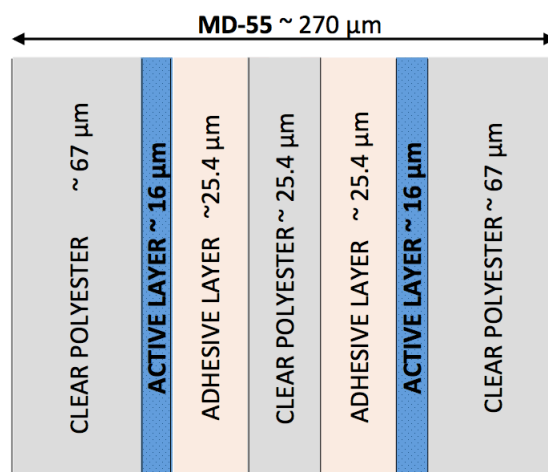 MD-55 ~ 270 μm
CLEAR POLYESTER ~ 67 μm
ACTIVE LAYER ~ 16 μm
ADHESIVE LAYER ~25.4 μm
CLEAR POLYESTER ~ 25.4 μm
ADHESIVE LAYER ~ 25.4 μm
ACTIVE LAYER ~ 16 μm
CLEAR POLYESTER ~ 67 μm